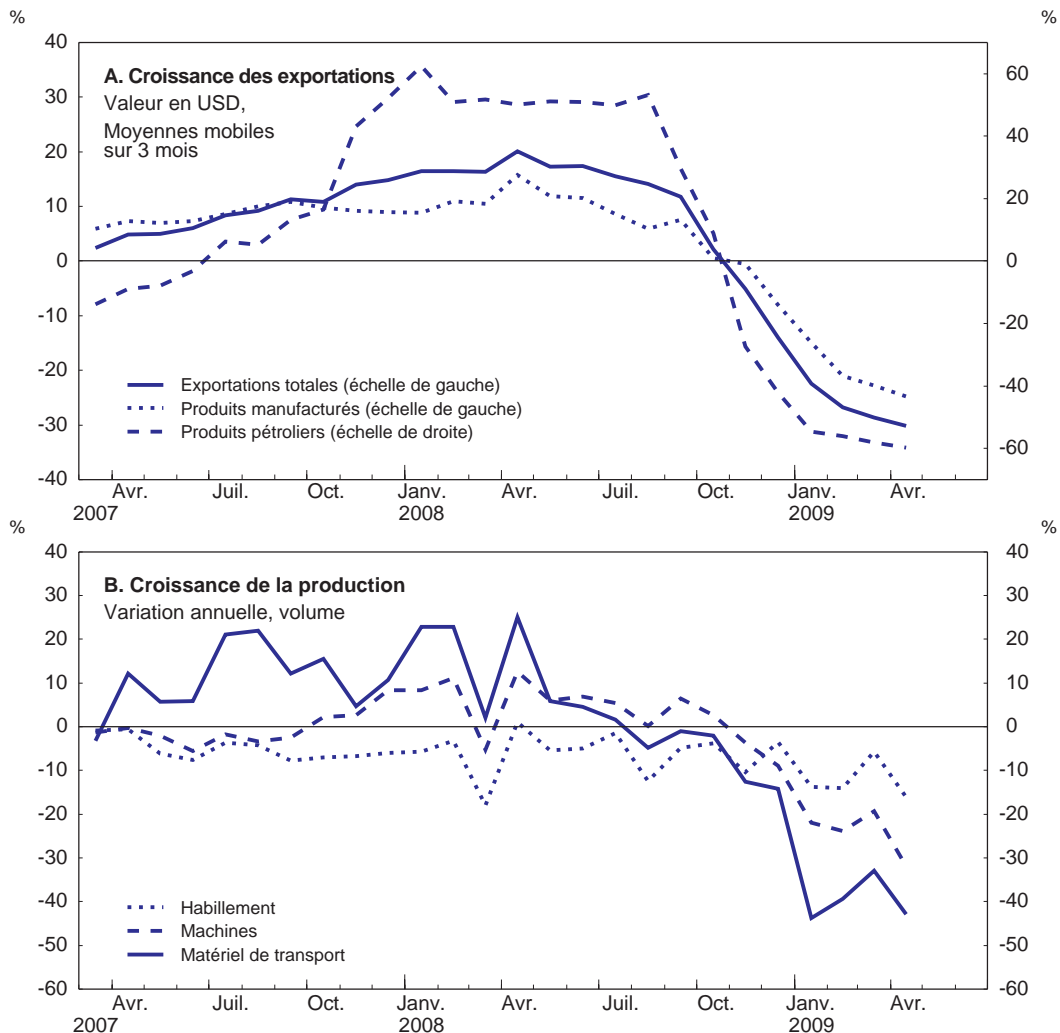 % %
40
30
20
10
0
-10
-20
-30
-40
60
40
20
0
-20
-40
-60
A. Croissance des exportations
Valeur en USD,
Moyennes mobiles
sur 3 mois
Exportations totales (échelle de gauche)
Produits manufacturés (échelle de gauche)
Produits pétroliers (échelle de droite)
Avr. Juil. Oct. Janv. Avr. Juil. Oct. Janv. Avr.
2007 2008 2009
% %
40
30
20
10
0
-10
-20
-30
-40
-50
-60
40
30
20
10
0
-10
-20
-30
-40
-50
-60
B. Croissance de la production
Variation annuelle, volume
Habillement
Machines
Matériel de transport
Avr. Juil. Oct. Janv. Avr. Juil. Oct. Janv. Avr.
2007 2008 2009